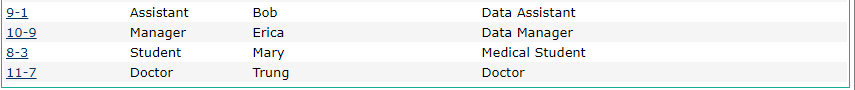 9-1 Assistant Bob Data Assistant
10-9 Manager Erica Data Manager
8-3 Student Mary Medical Student
11-7 Doctor Trung Doctor